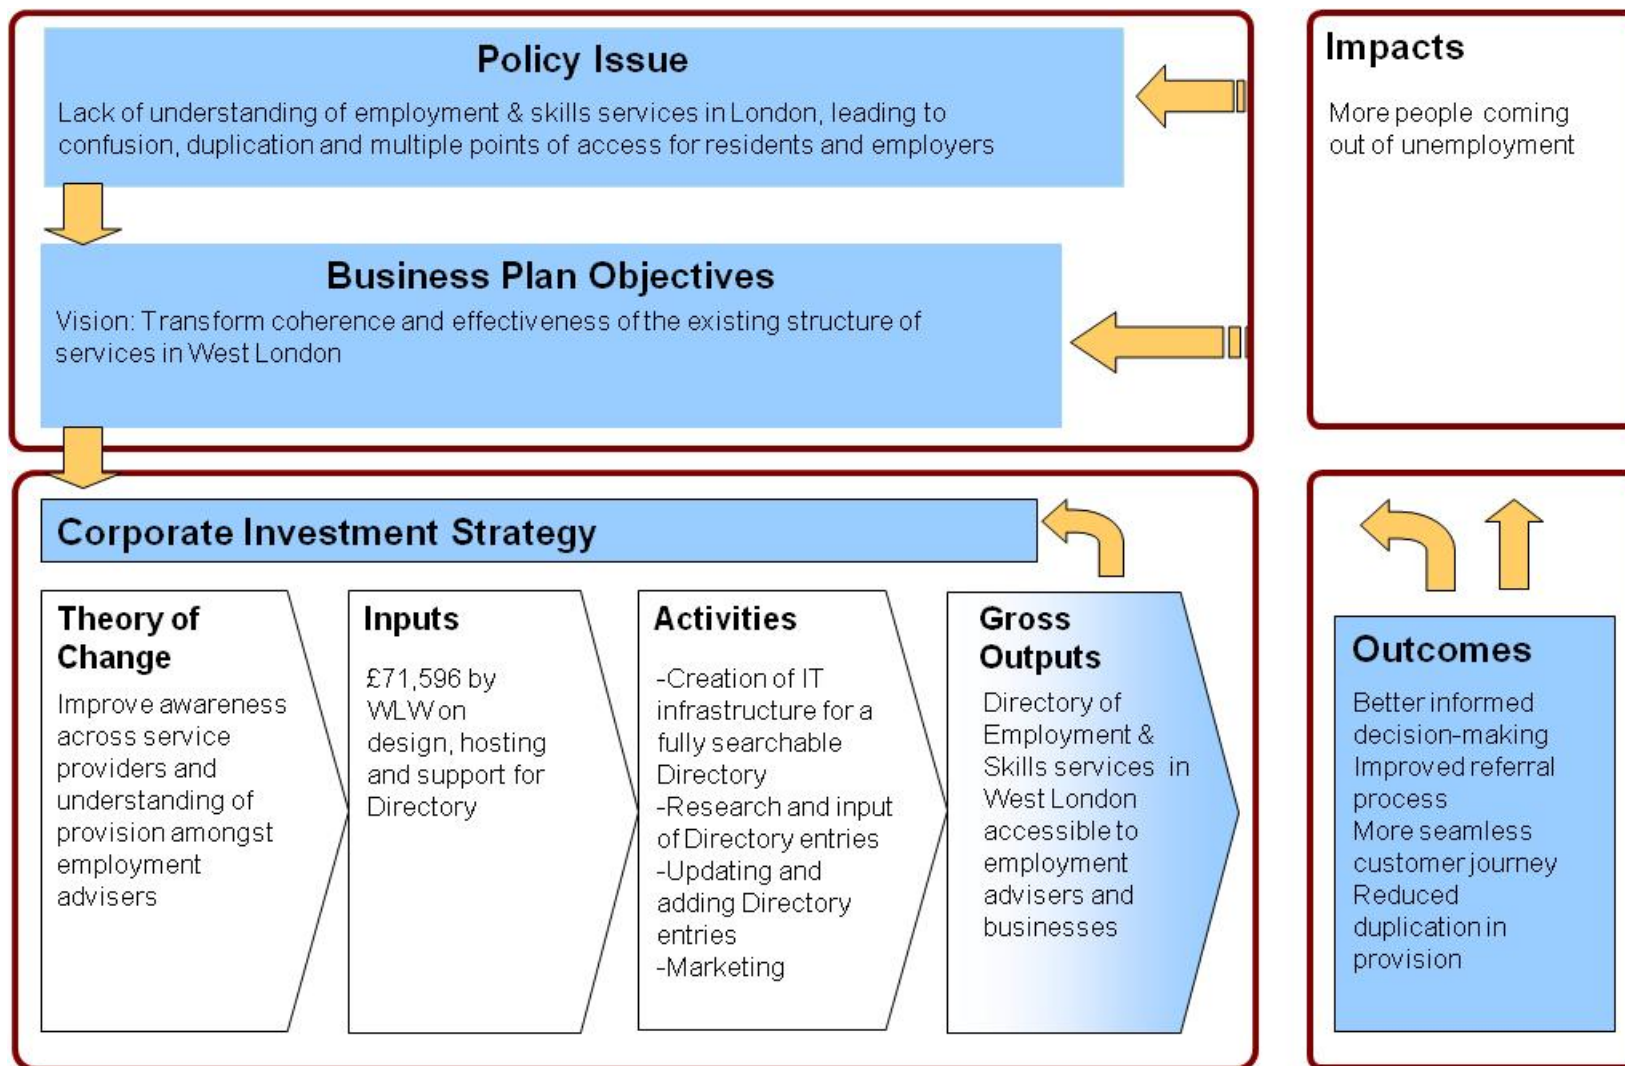 Policy Issue
Lack of understanding of employment & skills services in London, leading to
confusion, duplication and multiple points of access for residents and employers
Business Plan Objectives
Vision: Transform coherence and effectiveness of the existing structure of
services in West London
Impacts
More people coming
out of unemployment
Corporate Investment Strategy
Theory of
Change
Improve awareness
across service
providers and
understanding of
provision amongst
employment
advisers
Inputs
£71,596 by
WLW on
design, hosting
and support for
Directory
Activities
-Creation of IT
infrastructure for a
fully searchable
Directory
-Research and input
of Directory entries
-Updating and
adding Directory
entries
-Marketing
Gross
Outputs
Directory of
Employment &
Skills services in
West London
accessible to
employment
advisers and
businesses
Outcomes
Better informed
decision-making
Improved referral
process
More seamless
customer journey
Reduced
duplication in
provision